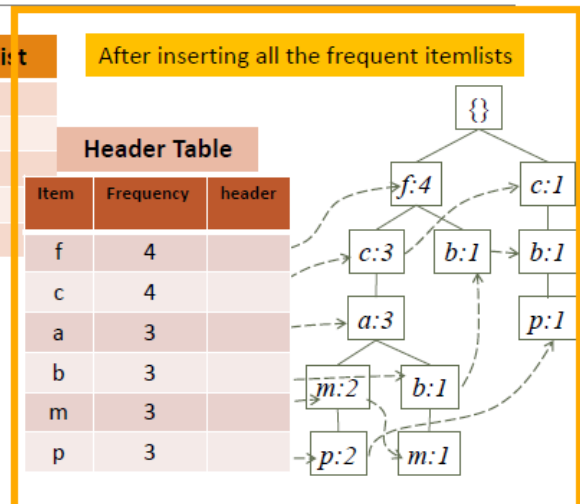 ist
After inserting all the frequent itemlists
Header Table
Item Frequency header
f 4
c 4
a 3
b 3
m 3
p 3
{}
f:4 c:1
c:3 b:1 b:1
a:3 p:1
m:2 b:1
p:2 m:1